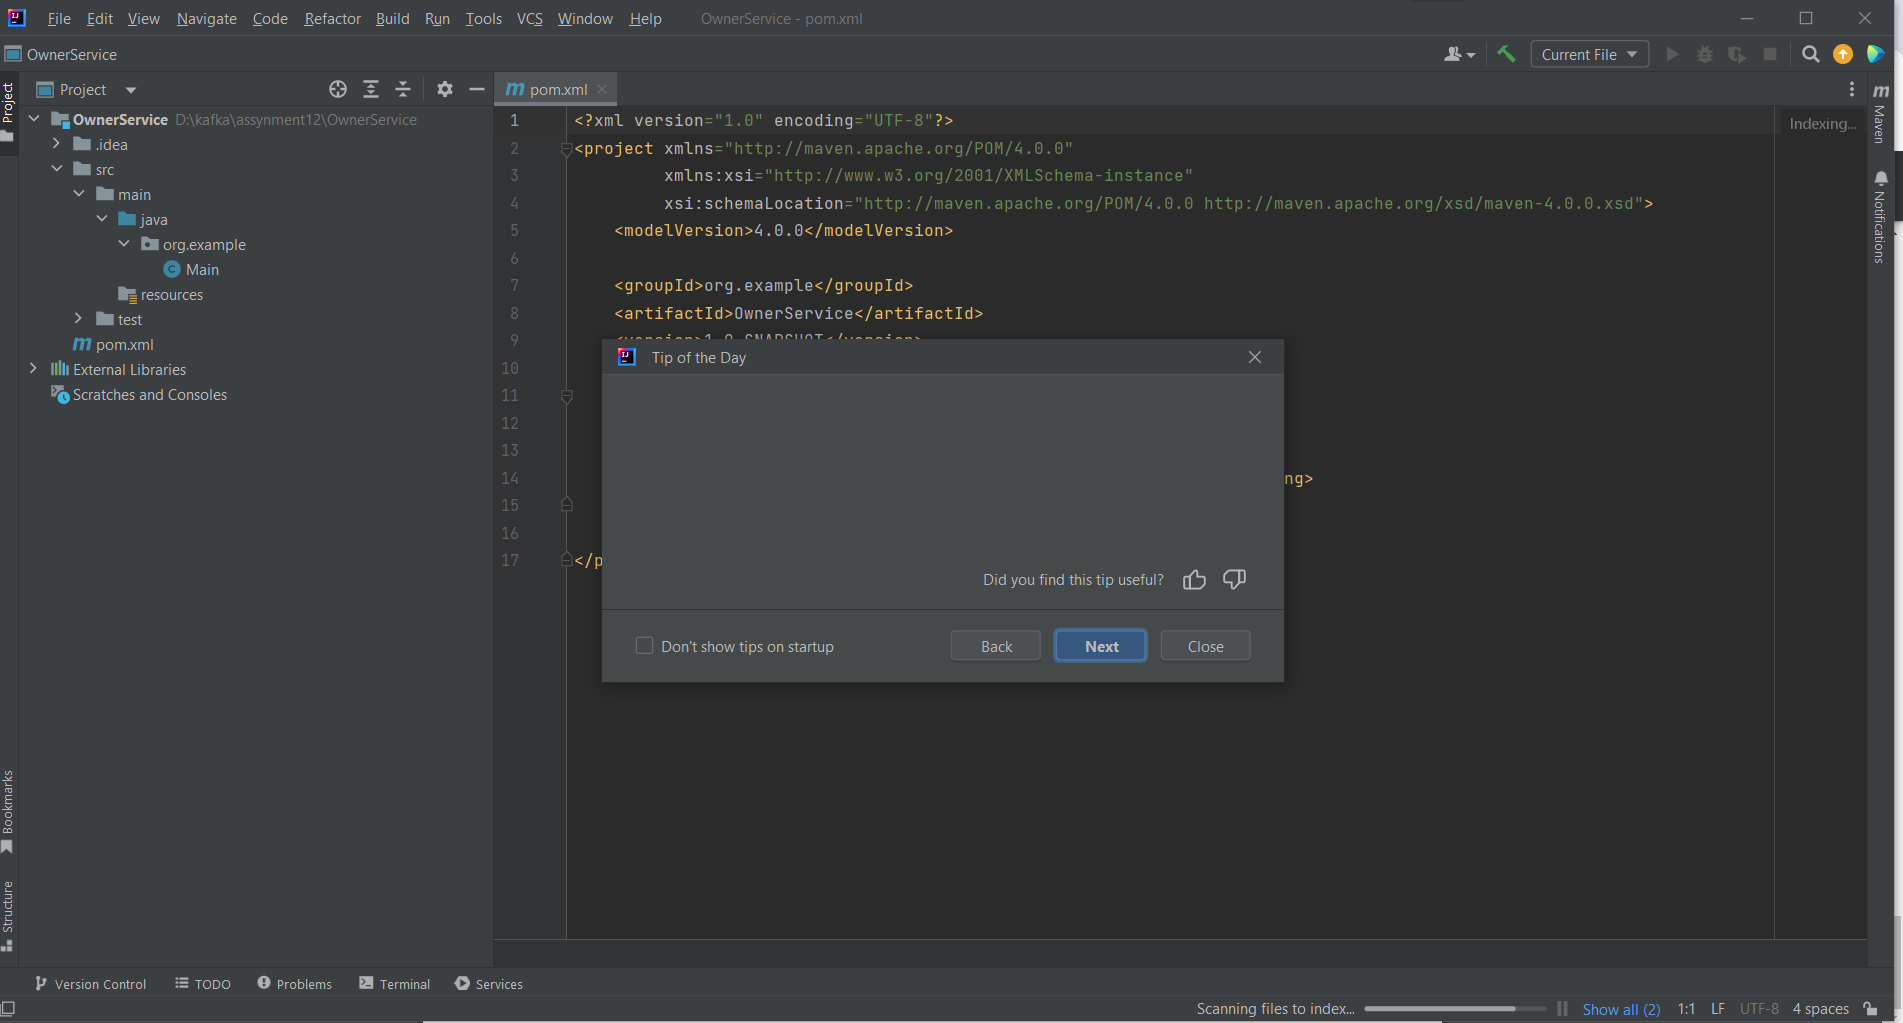 File Edit View Navigate Code Refactor Build Run Tools VCS Window Help OwnerService - pom.xml
OwnerService
Current File
Project
Project
pom.xml
OwnerService D:\kafka\assynment12\OwnerService
.idea
src
main
java
org.example
Main
resources
test
pom.xml
External Libraries
Scratches and Consoles
1 <?xml version="1.0" encoding="UTF-8"?>
2 <project xmlns="http://maven.apache.org/POM/4.0.0"
3 xmlns:xsi="http://www.w3.org/2001/XMLSchema-instance"
4 xsi:schemaLocation="http://maven.apache.org/POM/4.0.0 http://maven.apache.org/xsd/maven-4.0.0.xsd">
5 <modelVersion>4.0.0</modelVersion>
6
7 <groupId>org.example</groupId>
8 <artifactId>OwnerService</artifactId>
9 <version>1.0-SNAPSHOT</version>
10
11
12
13
14 ng>
15
16
17 </p
Indexing...
Maven
Notifications
Tip of the Day
Did you find this tip useful?
Don't show tips on startup
Back
Next
Close
Bookmarks
Structure
Version Control TODO Problems Terminal Services
Scanning files to index... Show all (2) 1:1 LF UTF-8 4 spaces